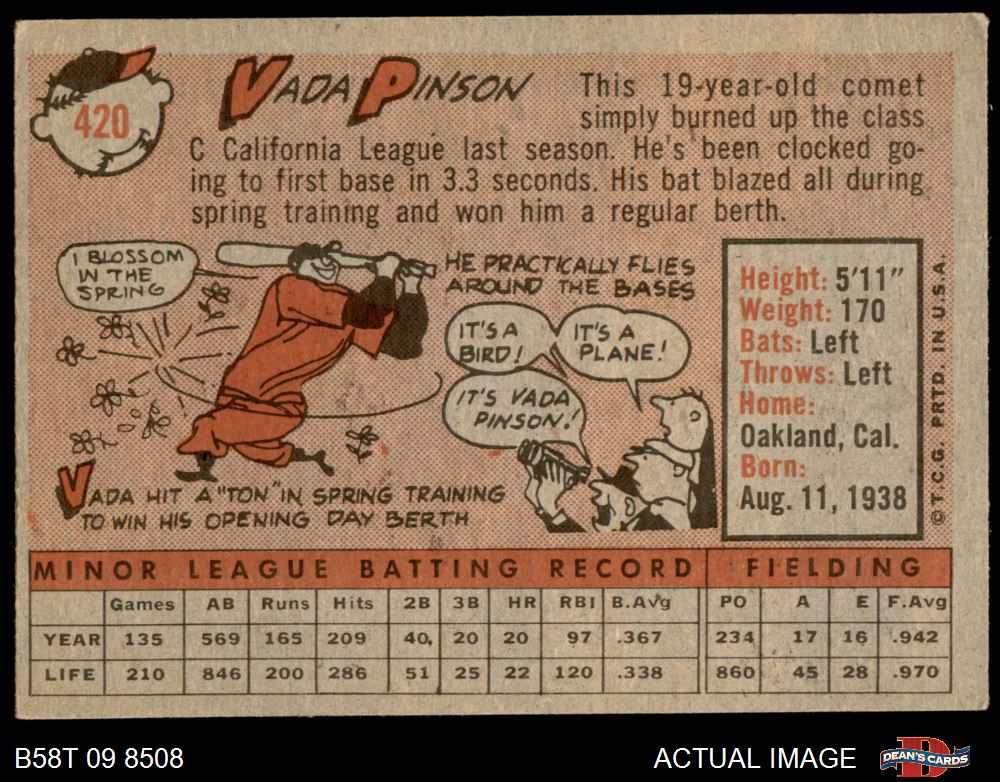 420
VADA PINSON
This 19-year-old comet
simply burned up the class
C California League last season. He's been clocked go-
ing to first base in 3.3 seconds. His bat blazed all during
spring training and won him a regular berth.
I BLOSSOM
IN THE
SPRING
HE PRACTICALLY FLIES
AROUND THE BASES
IT'S A
BIRD!
IT'S A
PLANE!
IT'S VADA
PINSON!
VADA HIT A "TON" IN SPRING TRAINING
TO WIN HIS OPENING DAY BERTH
Height: 5'11"
Weight: 170
Bats: Left
Throws: Left
Home:
Oakland, Cal.
Born:
Aug. 11, 1938
© T.C.G. PRTD. IN U.S.A.
MINOR LEAGUE BATTING RECORD FIELDING
Games AB Runs Hits 2B 3B HR RBI B.Avg PO A E F.Avg
YEAR 135 569 165 209 40, 20 20 97 .367 234 17 16 .942
LIFE 210 846 200 286 51 25 22 120 .338 860 45 28 .970
B58T 09 8508
ACTUAL IMAGE
DEAN'S CARDS